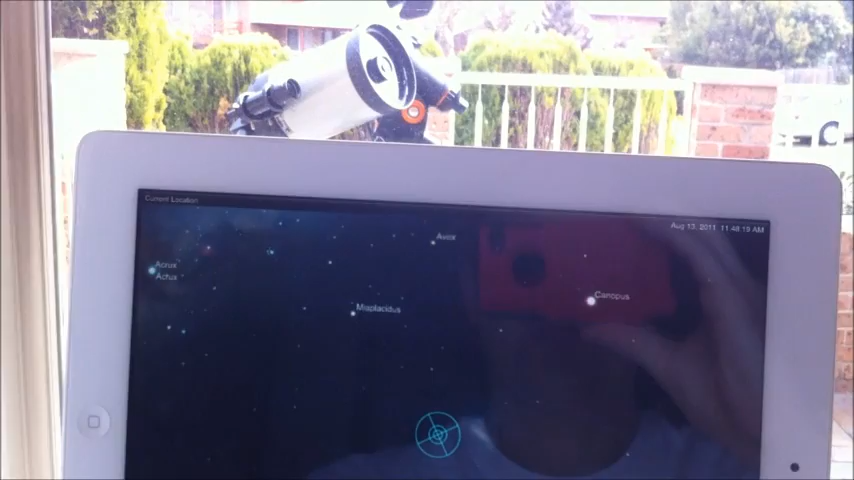 Current Location
Aug 13, 2011 11:48:19 AM
Avior
Acrux
Acrux
Miaplacidus
Canopus
C